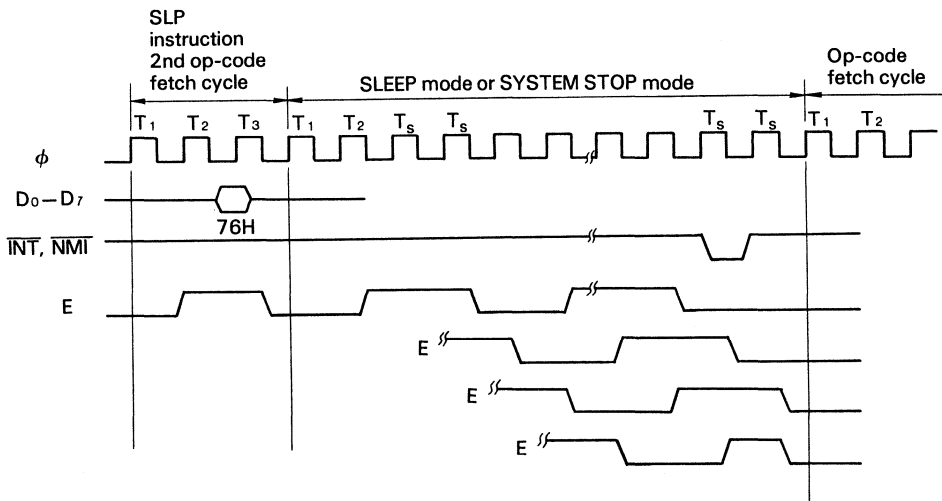 SLP
instruction
2nd op-code
fetch cycle
SLEEP mode or SYSTEM STOP mode
Op-code
fetch cycle
T1 T2 T3 T1 T2 Ts Ts Ts Ts T1 T2
φ
D0—D7
76H
INT, NMI
E
E
E
E